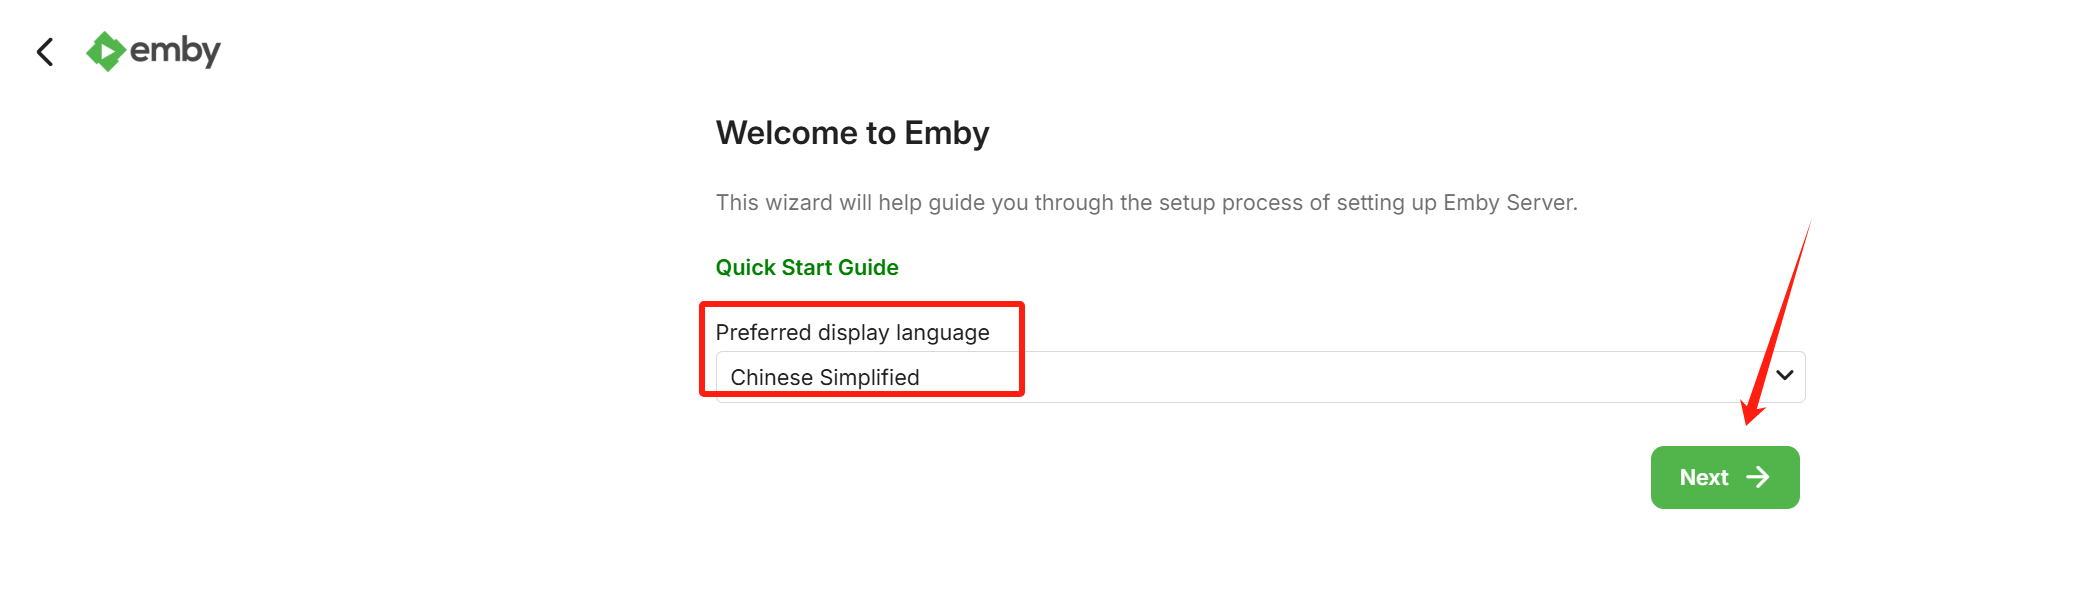 emby
Welcome to Emby
This wizard will help guide you through the setup process of setting up Emby Server.
Quick Start Guide
Preferred display language
Chinese Simplified
Next